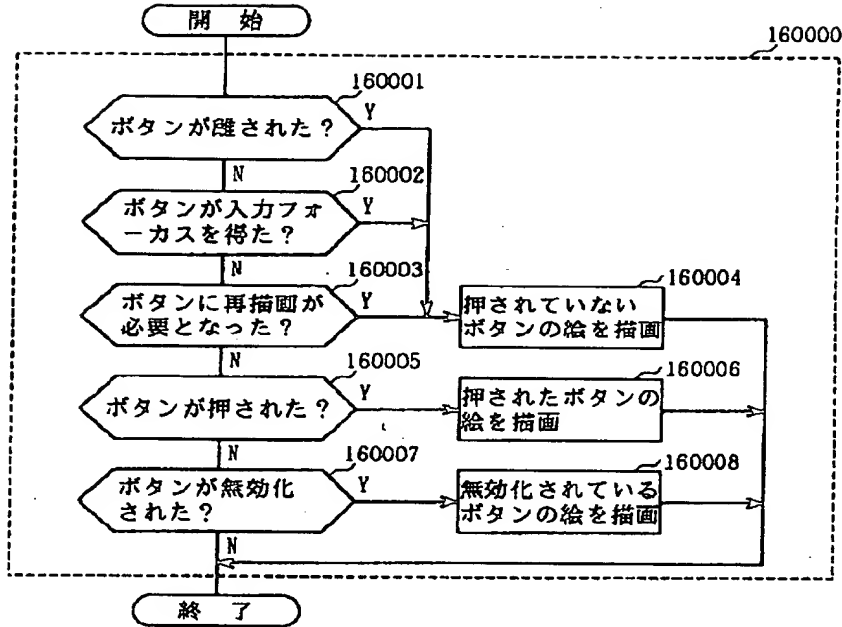 開 始
160000
160001
ボタンが離された?
Y
N
160002
ボタンが入力フォ
ーカスを得た?
Y
N
160003
ボタンに再描画が
必要となった?
Y
160004
押されていない
ボタンの絵を描画
N
160005
ボタンが押された?
Y
160006
押されたボタンの
絵を描画
N
160007
ボタンが無効化
された?
Y
160008
無効化されている
ボタンの絵を描画
N
終 了